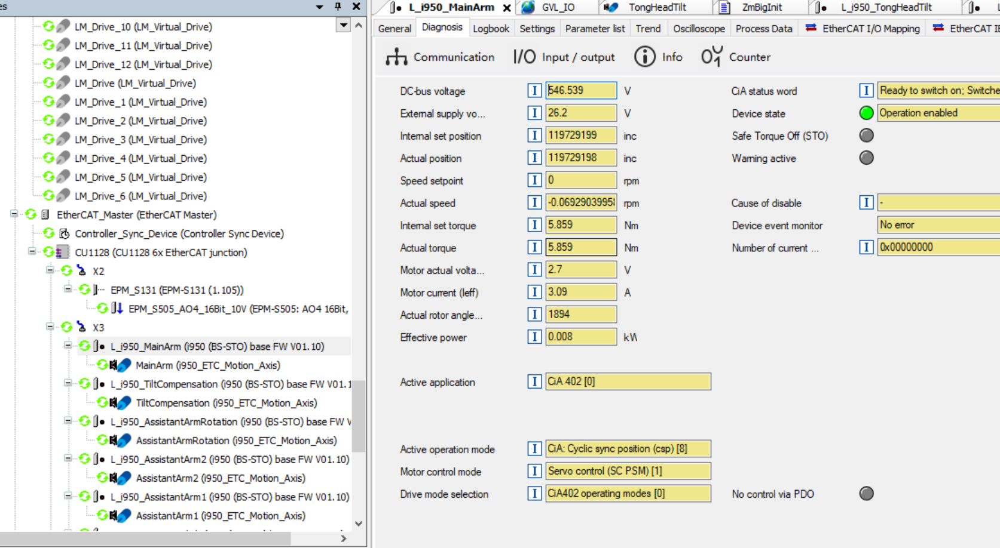 es
LM_Drive_10 (LM_Virtual_Drive)
LM_Drive_11 (LM_Virtual_Drive)
LM_Drive_12 (LM_Virtual_Drive)
LM_Drive (LM_Virtual_Drive)
LM_Drive_1 (LM_Virtual_Drive)
LM_Drive_2 (LM_Virtual_Drive)
LM_Drive_3 (LM_Virtual_Drive)
LM_Drive_4 (LM_Virtual_Drive)
LM_Drive_5 (LM_Virtual_Drive)
LM_Drive_6 (LM_Virtual_Drive)
EtherCAT_Master (EtherCAT Master)
Controller_Sync_Device (Controller Sync Device)
CU1128 (CU1128 6x EtherCAT junction)
X2
EPM_S131 (EPM-S131 (1.105))
EPM_S505_AO4_16Bit_10V (EPM-S505: AO4 16Bit,
X3
L_i950_MainArm (i950 (BS-STO) base FW V01.10)
MainArm (i950_ETC_Motion_Axis)
L_i950_TiltCompensation (i950 (BS-STO) base FW V01.1
TiltCompensation (i950_ETC_Motion_Axis)
L_i950_AssistantArmRotation (i950 (BS-STO) base FW V
AssistantArmRotation (i950_ETC_Motion_Axis)
L_i950_AssistantArm2 (i950 (BS-STO) base FW V01.10)
AssistantArm2 (i950_ETC_Motion_Axis)
L_i950_AssistantArm1 (i950 (BS-STO) base FW V01.10)
AssistantArm1 (i950_ETC_Motion_Axis)
L_i950_MainArm GVL_IO TongHeadTilt ZmBigInit L_i950_TongHeadTilt L
General Diagnosis Logbook Settings Parameter list Trend Oscilloscope Process Data EtherCAT I/O Mapping EtherCAT IE
Communication I/O Input / output Info Counter
DC-bus voltage I 546.539 V CiA status word I Ready to switch on; Switche
External supply vo... I 26.2 V Device state Operation enabled
Internal set position I 119729199 inc Safe Torque Off (STO)
Actual position I 119729198 inc Warning active
Speed setpoint I 0 rpm
Actual speed I -0.0692903995 rpm Cause of disable I -
Internal set torque I 5.859 Nm Device event monitor No error
Actual torque I 5.859 Nm Number of current ... I 0x00000000
Motor actual volta... I 2.7 V
Motor current (Ieff) I 3.09 A
Actual rotor angle... I 1894
Effective power I 0.008 kW
Active application I CiA 402 [0]
Active operation mode I CiA: Cyclic sync position (csp) [8]
Motor control mode I Servo control (SC PSM) [1]
Drive mode selection I CiA402 operating modes [0] No control via PDO